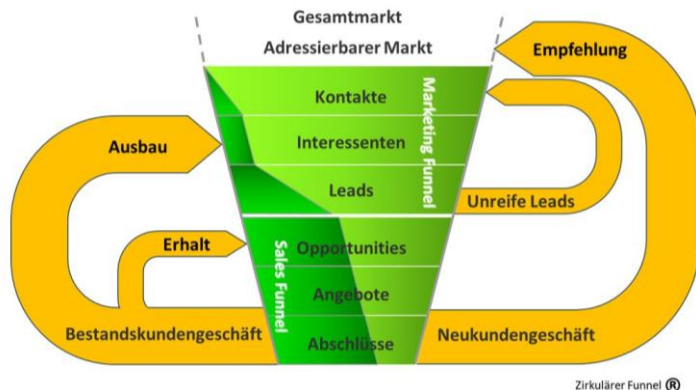 Gesamtmarkt
Adressierbarer Markt
Empfehlung
Kontakte
Marketing Funnel
Interessenten
Ausbau
Leads
Unreife Leads
Erhalt
Sales Funnel
Opportunities
Angebote
Bestandskundengeschäft
Neukundengeschäft
Abschlüsse
Zirkulärer Funnel ®